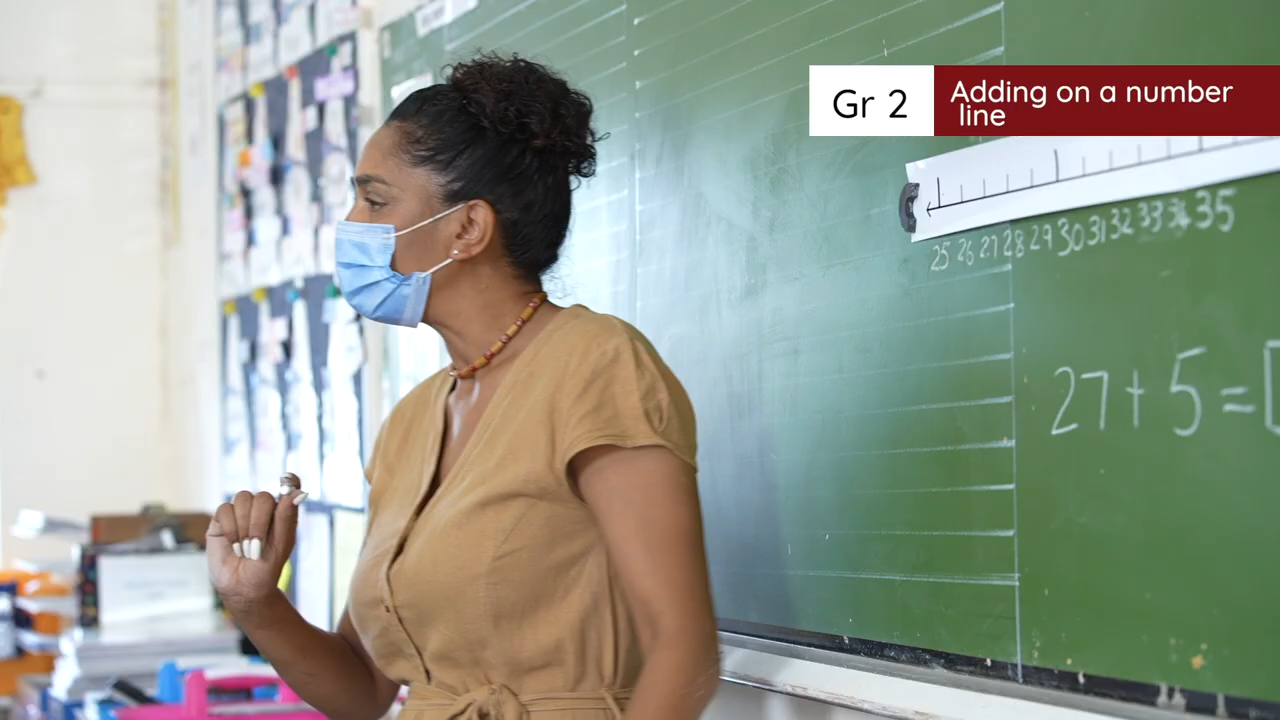 Gr 2
Adding on a number
line
25 26 27 28 29 30 31 32 33 34 35
27 + 5 =